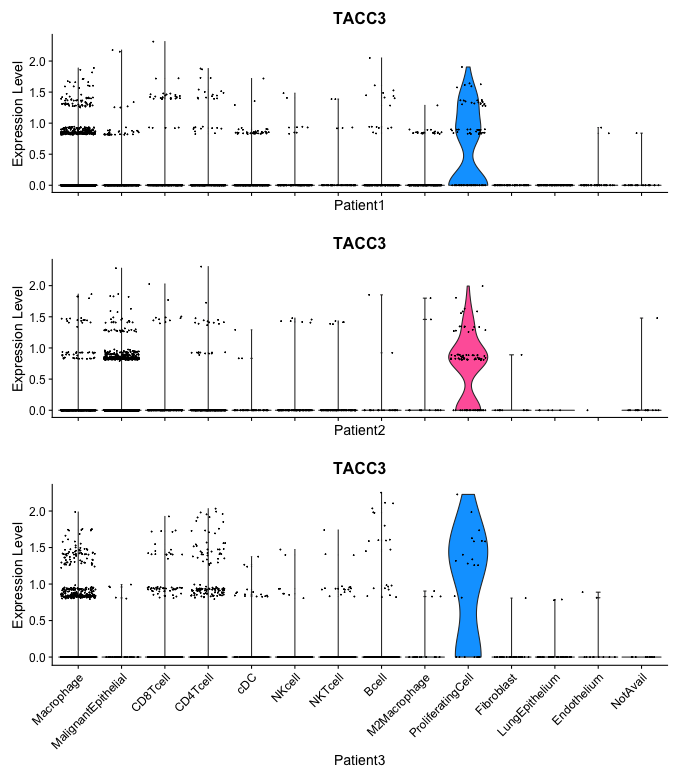 TACC3
Expression Level
2.0
1.5
1.0
0.5
0.0
Patient1
TACC3
Expression Level
2.0
1.5
1.0
0.5
0.0
Patient2
TACC3
Expression Level
2.0
1.5
1.0
0.5
0.0
Macrophage
MalignantEpithelial
CD8Tcell
CD4Tcell
cDC
NKcell
NKTcell
Bcell
M2Macrophage
ProliferatingCell
Fibroblast
LungEpithelium
Endothelium
NotAvail
Patient3